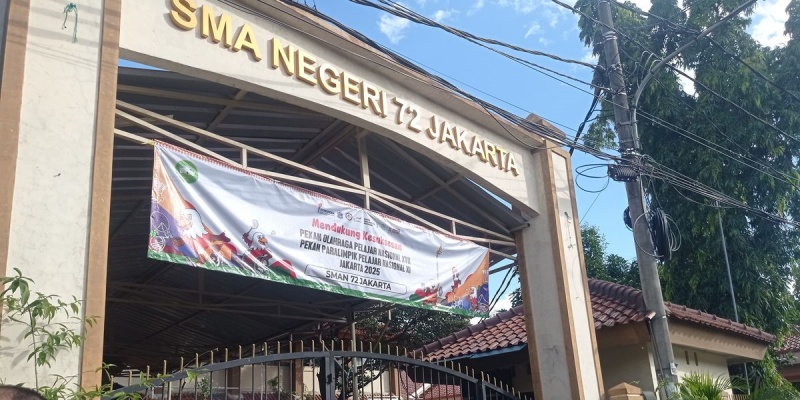 SMA NEGERI 72 JAKARTA
Mendukung Kesuksesan
PEKAN OLAHRAGA PELAJAR NASIONAL XVII
PEKAN PARALIMPIK PELAJAR NASIONAL XI
JAKARTA 2025
SMAN 72 JAKARTA